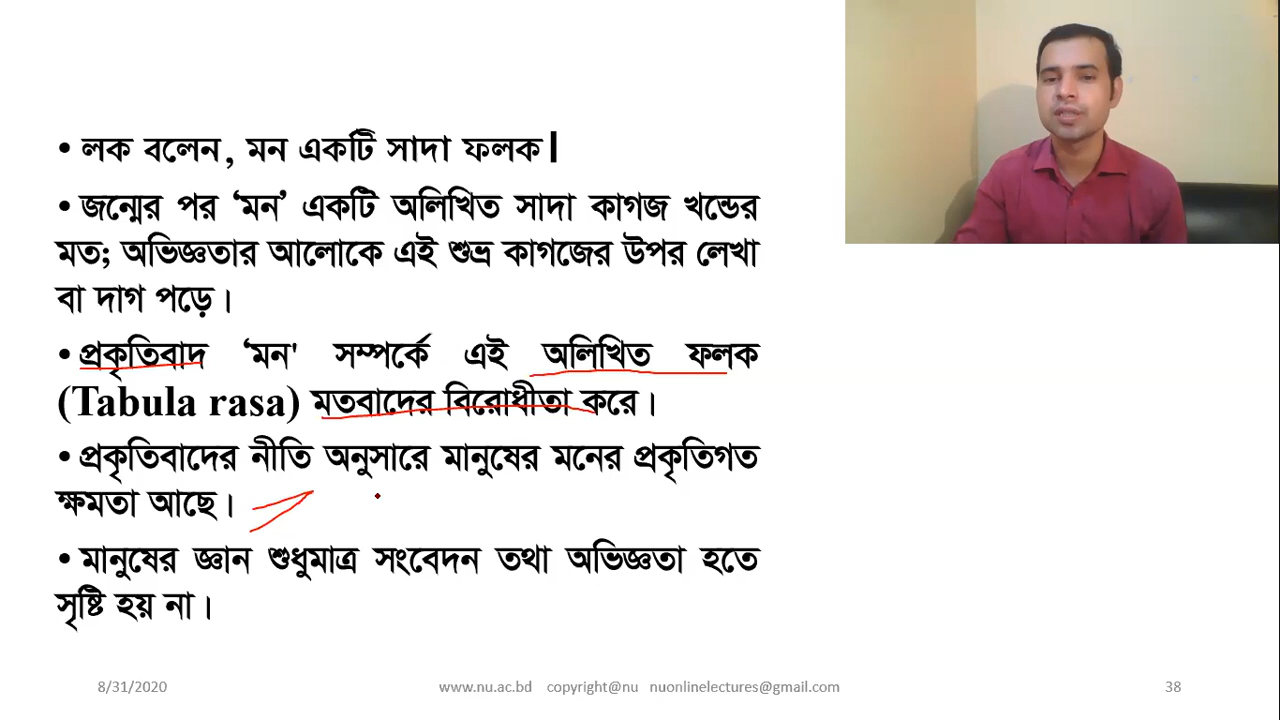 • লক বলেন, মন একটি সাদা ফলক।
• জন্মের পর ‘মন’ একটি অলিখিত সাদা কাগজ খন্ডের
মত; অভিজ্ঞতার আলোকে এই শুভ্র কাগজের উপর লেখা
বা দাগ পড়ে।
• প্রকৃতিবাদ ‘মন' সম্পর্কে এই অলিখিত ফলক
(Tabula rasa) মতবাদের বিরোধীতা করে।
• প্রকৃতিবাদের নীতি অনুসারে মানুষের মনের প্রকৃতিগত
ক্ষমতা আছে।
• মানুষের জ্ঞান শুধুমাত্র সংবেদন তথা অভিজ্ঞতা হতে
সৃষ্টি হয় না।
8/31/2020 www.nu.ac.bd copyright@nu nuonlinelectures@gmail.com 38